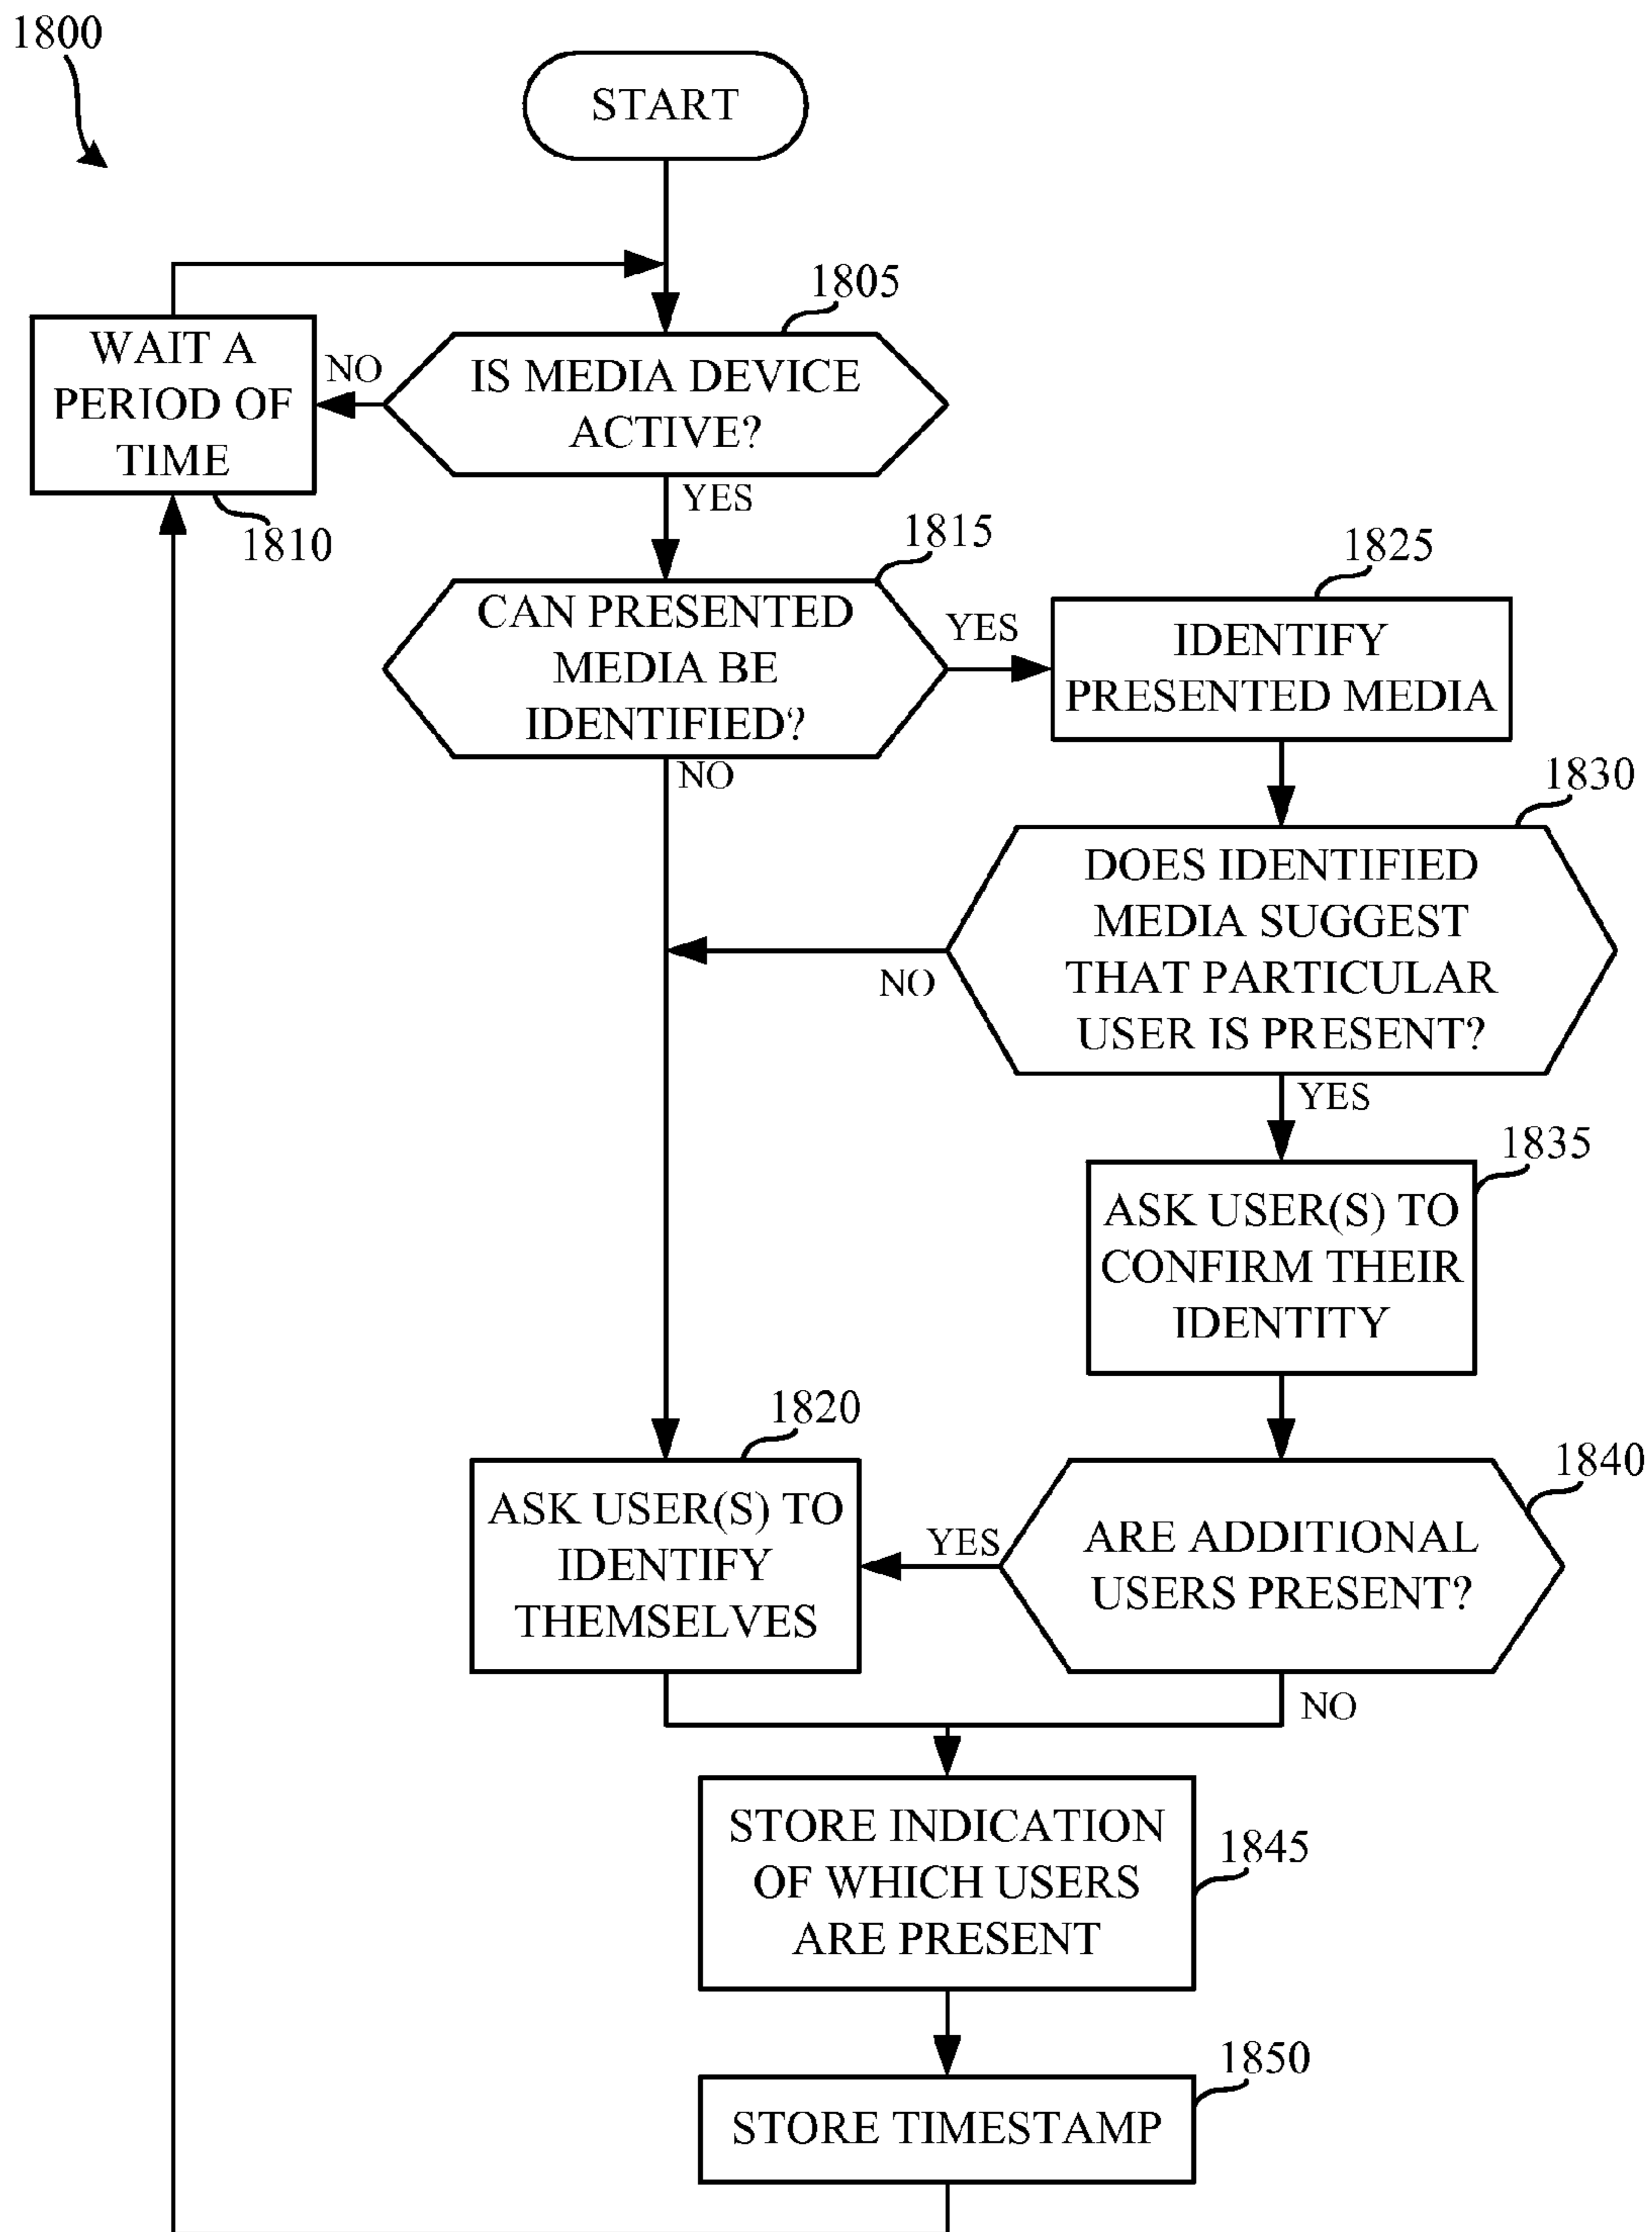 1800
START
1805
WAIT A
PERIOD OF
TIME
NO
IS MEDIA DEVICE
ACTIVE?
YES
1810
1815
1825
CAN PRESENTED
MEDIA BE
IDENTIFIED?
YES
IDENTIFY
PRESENTED MEDIA
NO
1830
DOES IDENTIFIED
MEDIA SUGGEST
THAT PARTICULAR
USER IS PRESENT?
NO
YES
1835
ASK USER(S) TO
CONFIRM THEIR
IDENTITY
1820
1840
ASK USER(S) TO
IDENTIFY
THEMSELVES
YES
ARE ADDITIONAL
USERS PRESENT?
NO
STORE INDICATION
OF WHICH USERS
ARE PRESENT
1845
1850
STORE TIMESTAMP